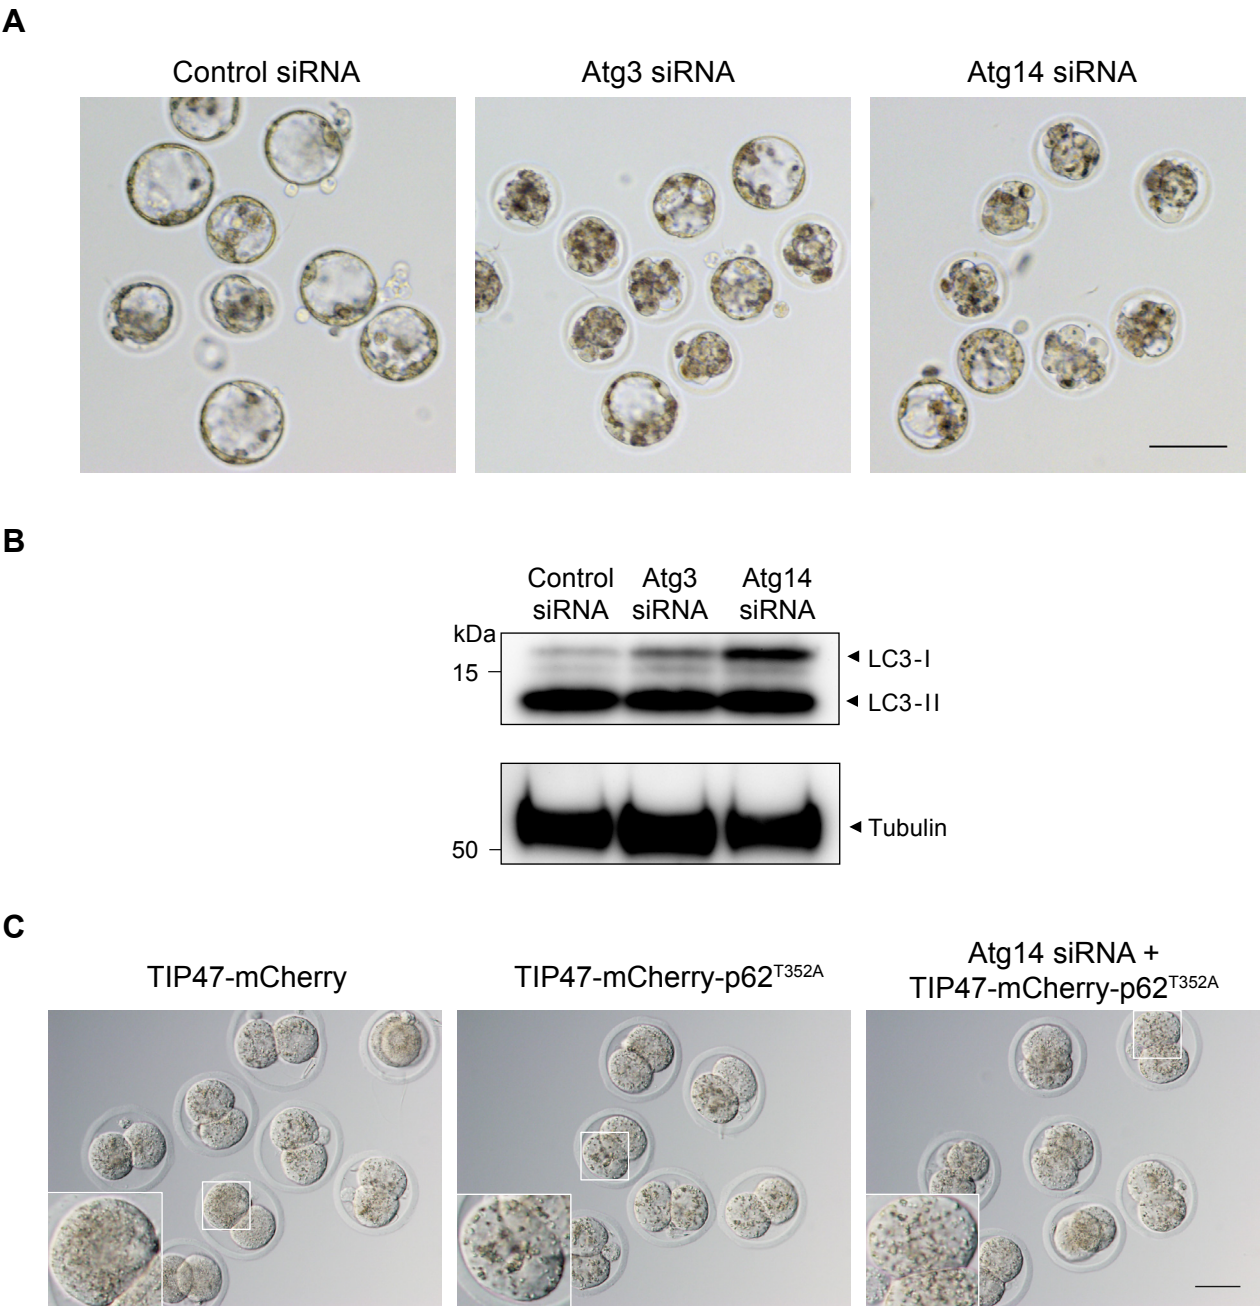 A
Control siRNA
Atg3 siRNA
Atg14 siRNA
B
Control
siRNA
Atg3
siRNA
Atg14
siRNA
kDa
15
LC3-I
LC3-II
50
Tubulin
C
TIP47-mCherry
TIP47-mCherry-p62T352A
Atg14 siRNA +
TIP47-mCherry-p62T352A